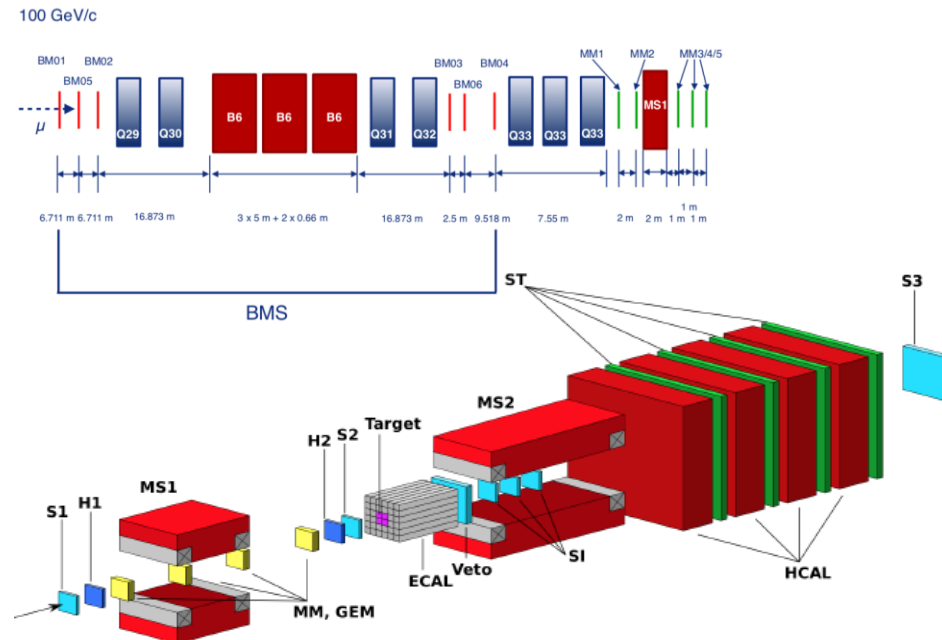 100 GeV/c
BM01
BM02
BM05
μ
Q29
Q30
B6
B6
B6
Q31
Q32
BM03
BM04
BM06
Q33
Q33
Q33
MM1
MM2
MS1
MM3/4/5
6.711 m
6.711 m
16.873 m
3 x 5 m + 2 x 0.66 m
16.873 m
2.5 m
9.518 m
7.55 m
2 m
2 m
1 m
1 m
1 m
BMS
ST
S3
MS2
Target
S2
H2
MS1
H1
S1
SI
Veto
ECAL
HCAL
MM, GEM